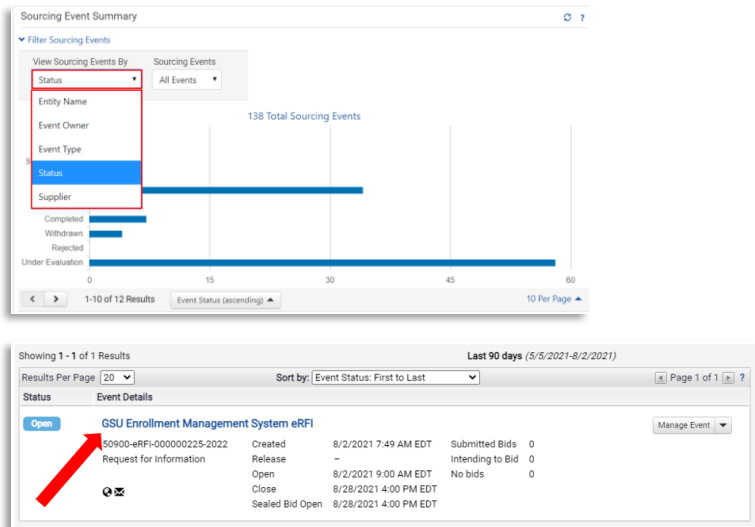 Sourcing Event Summary ?
Filter Sourcing Events
View Sourcing Events By Sourcing Events
Status All Events
Entity Name
Event Owner
Event Type
Status
Supplier
138 Total Sourcing Events
Completed
Withdrawn
Rejected
Under Evaluation
0 15 30 45 60
< > 1-10 of 12 Results Event Status (ascending) 10 Per Page
Showing 1 - 1 of 1 Results Last 90 days (5/5/2021-8/2/2021)
Results Per Page 20 Sort by: Event Status: First to Last Page 1 of 1 ?
Status Event Details
Open GSU Enrollment Management System eRFI Manage Event
50900-eRFI-000000225-2022 Created 8/2/2021 7:49 AM EDT Submitted Bids 0
Request for Information Release – Intending to Bid 0
Open 8/2/2021 9:00 AM EDT No bids 0
Close 8/28/2021 4:00 PM EDT
Sealed Bid Open 8/28/2021 4:00 PM EDT